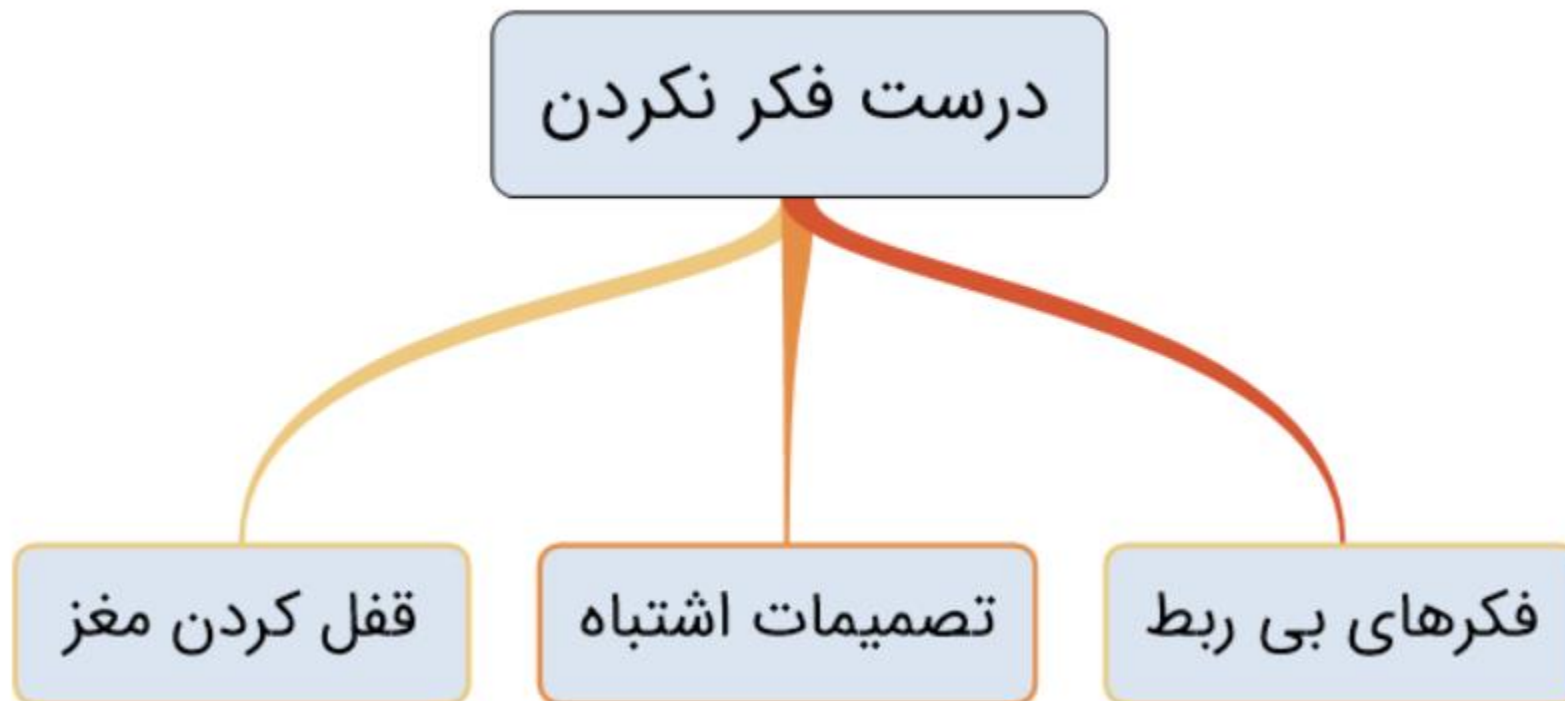 درست فکر نکردن
فکرهای بی ربط
تصمیمات اشتباه
قفل کردن مغز